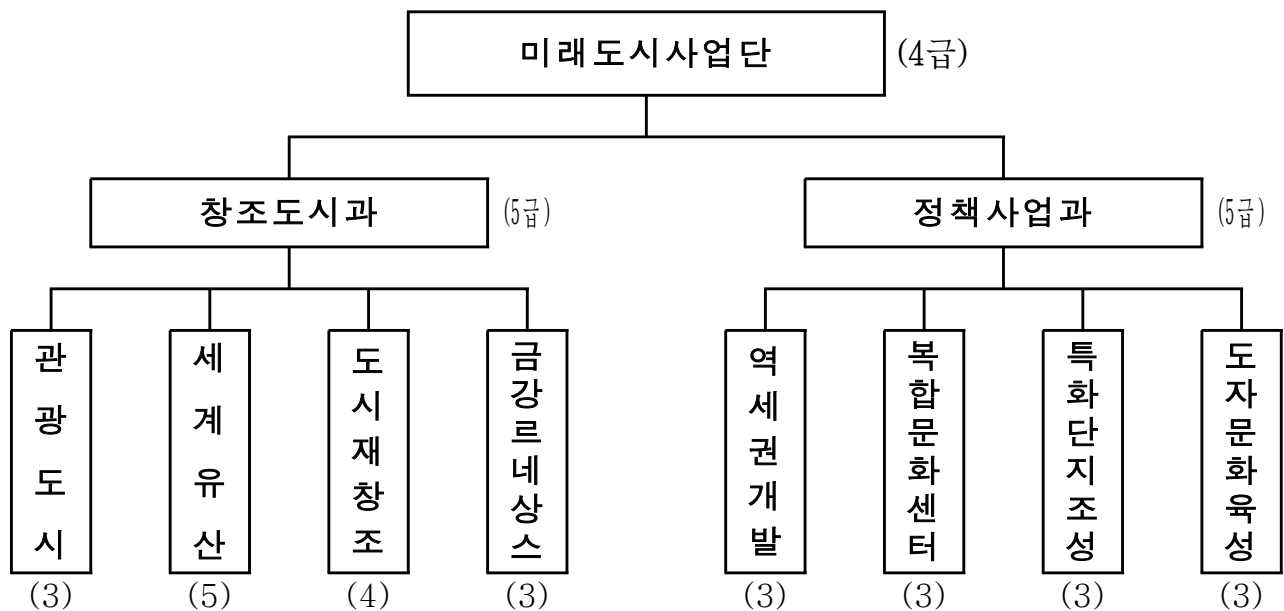 미래도시사업단 (4급)
창조도시과 (5급)
정책사업과 (5급)
관광도시
세계유산
도시재창조
금강르네상스
역세권개발
복합문화센터
특화단지조성
도자문화육성
(3) (5) (4) (3) (3) (3) (3) (3)